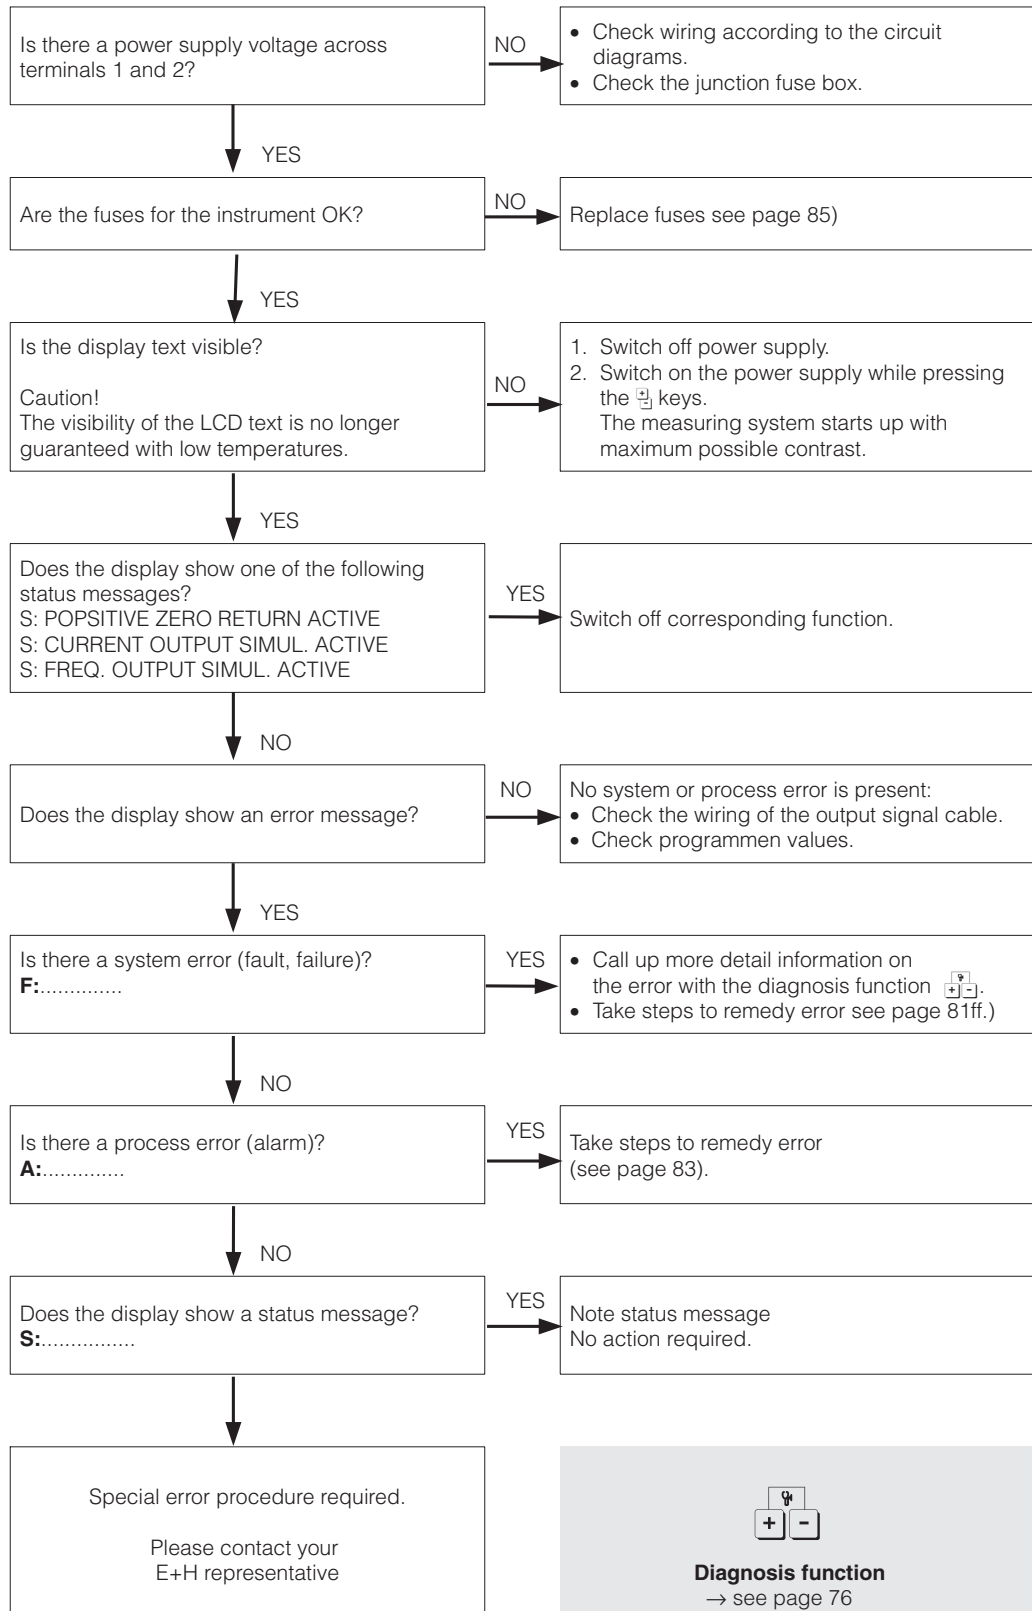 Is there a power supply voltage across
terminals 1 and 2?
NO
• Check wiring according to the circuit
diagrams.
• Check the junction fuse box.
YES
Are the fuses for the instrument OK?
NO
Replace fuses see page 85)
YES
Is the display text visible?
Caution!
The visibility of the LCD text is no longer
guaranteed with low temperatures.
NO
1. Switch off power supply.
2. Switch on the power supply while pressing
the + - keys.
The measuring system starts up with
maximum possible contrast.
YES
Does the display show one of the following
status messages?
S: POPSITIVE ZERO RETURN ACTIVE
S: CURRENT OUTPUT SIMUL. ACTIVE
S: FREQ. OUTPUT SIMUL. ACTIVE
YES
Switch off corresponding function.
NO
Does the display show an error message?
NO
No system or process error is present:
• Check the wiring of the output signal cable.
• Check programmen values.
YES
Is there a system error (fault, failure)?
F:..............
YES
• Call up more detail information on
the error with the diagnosis function + - .
• Take steps to remedy error see page 81ff.)
NO
Is there a process error (alarm)?
A:..............
YES
Take steps to remedy error
(see page 83).
NO
Does the display show a status message?
S:................
YES
Note status message
No action required.
Special error procedure required.
Please contact your
E+H representative
+ -
Diagnosis function
→ see page 76